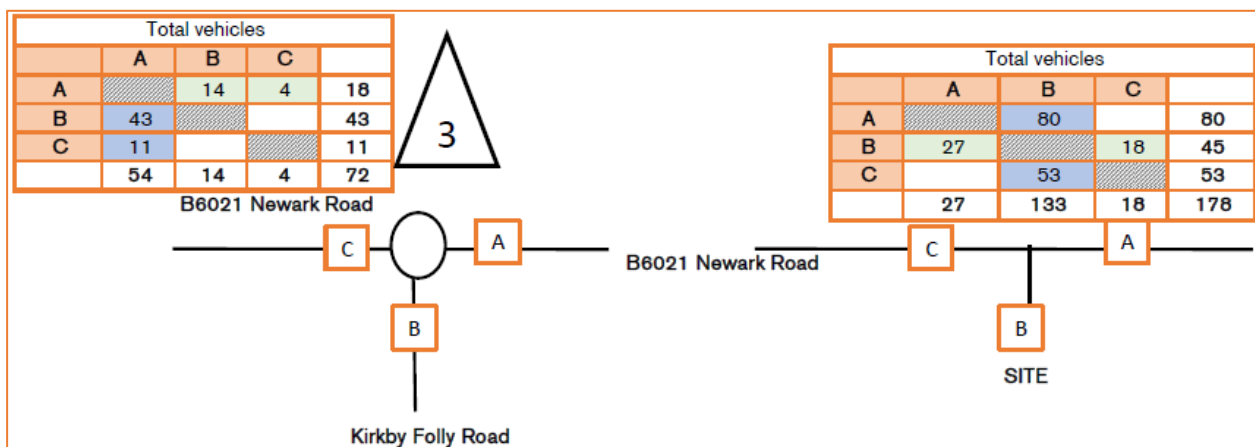 Total vehicles
A B C
A 14 4 18
B 43 43
C 11 11
54 14 4 72
3
B6021 Newark Road
C A
B
Kirkby Folly Road
Total vehicles
A B C
A 80 80
B 27 18 45
C 53 53
27 133 18 178
B6021 Newark Road
C A
B
SITE